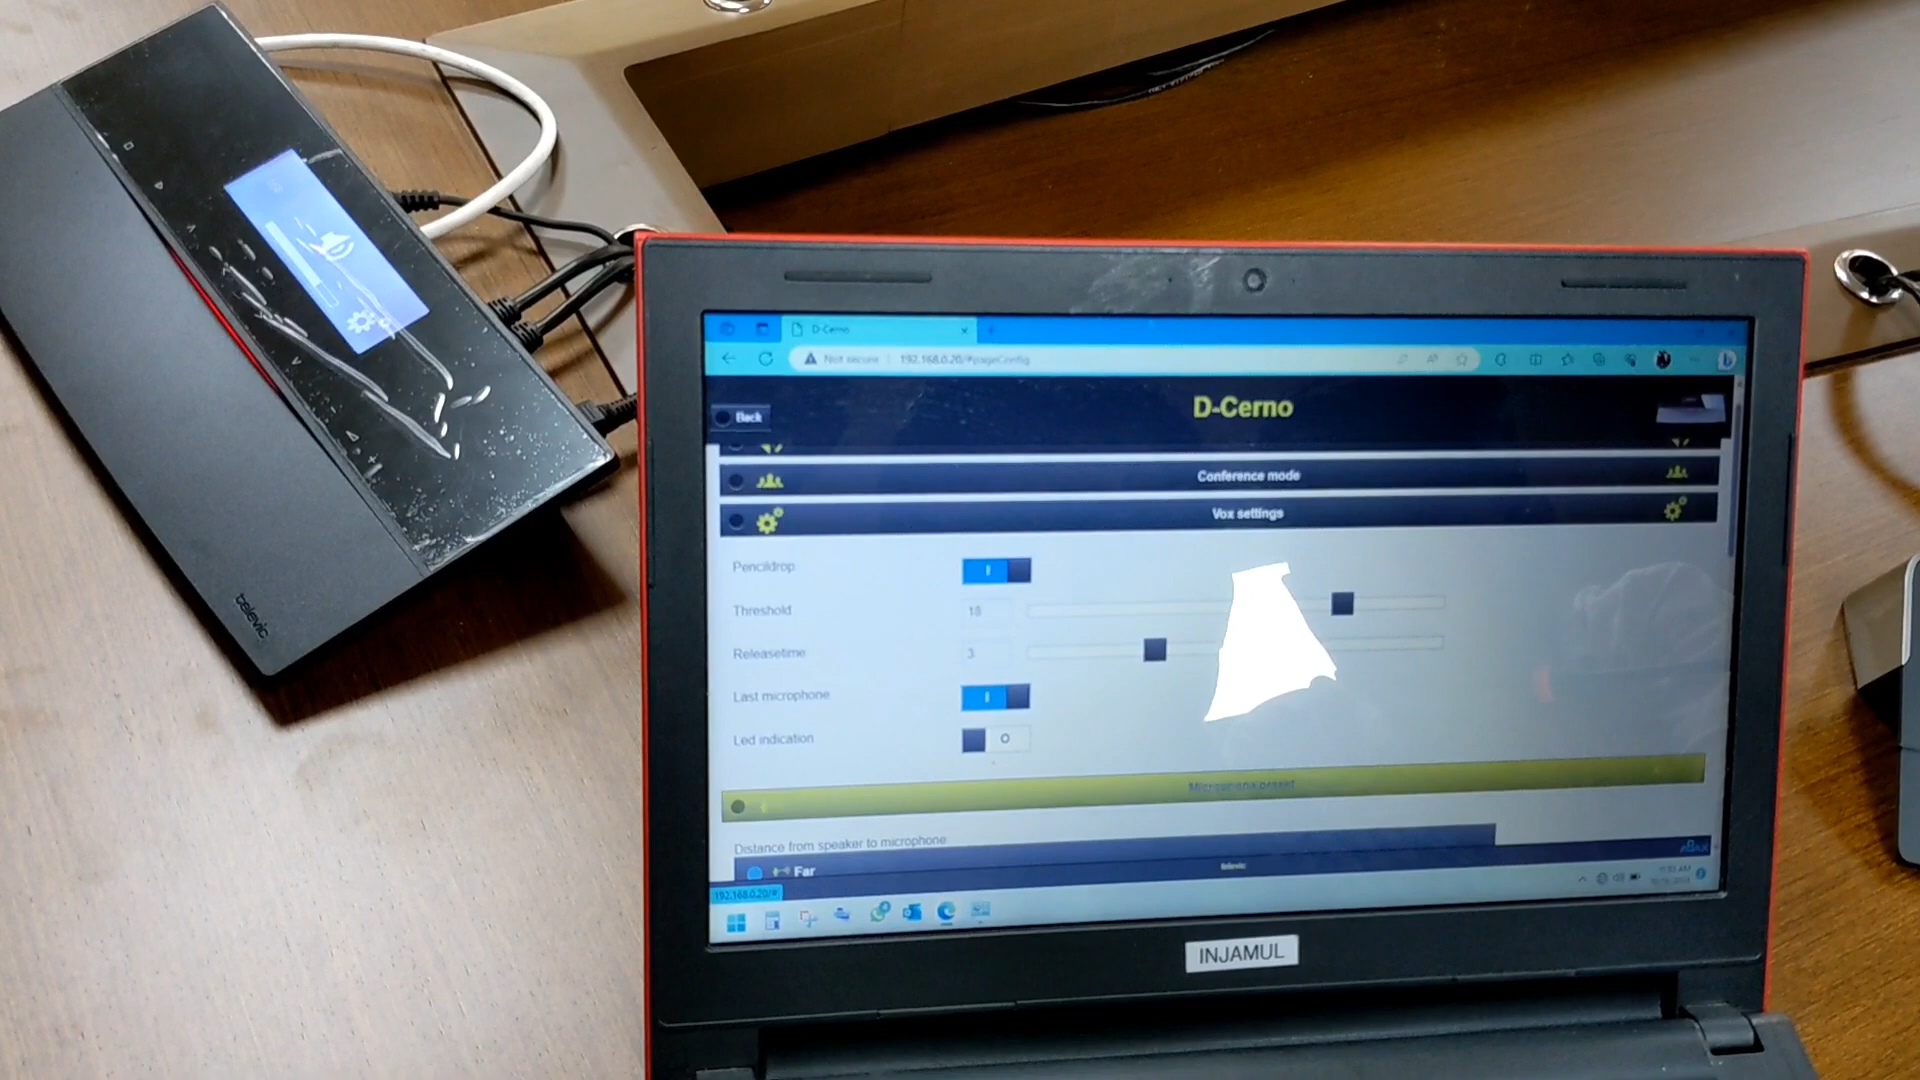 televic
D-Cerno
Not secure
192.168.0.20/#pageConfig
Back
D-Cerno
Conference mode
Vox settings
Pencildrop
Threshold
18
Releasetime
3
Last microphone
Led indication
Microphone preset
Distance from speaker to microphone
Far
televic
192.168.0.20/#
INJAMUL